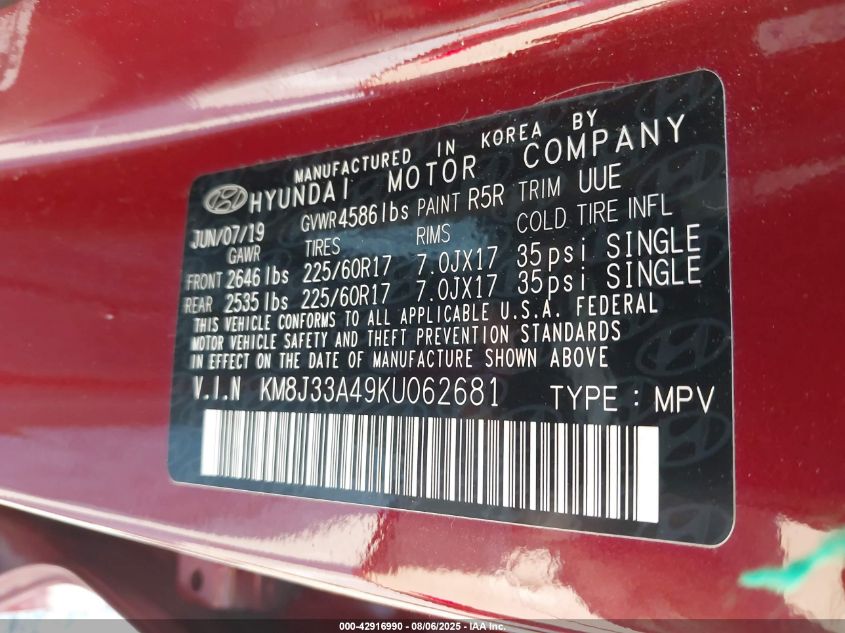 MANUFACTURED IN KOREA BY
HYUNDAI MOTOR COMPANY
JUN/07/19 GVWR 4586 lbs PAINT R5R TRIM UUE
GAWR TIRES RIMS COLD TIRE INFL
FRONT 2646 lbs 225/60R17 7.0JX17 35psi SINGLE
REAR 2535 lbs 225/60R17 7.0JX17 35psi SINGLE
THIS VEHICLE CONFORMS TO ALL APPLICABLE U.S.A. FEDERAL
MOTOR VEHICLE SAFETY AND THEFT PREVENTION STANDARDS
IN EFFECT ON THE DATE OF MANUFACTURE SHOWN ABOVE
V.I.N KM8J33A49KU062681 TYPE : MPV
000-42916990 - 08/06/2025 - IAA Inc.